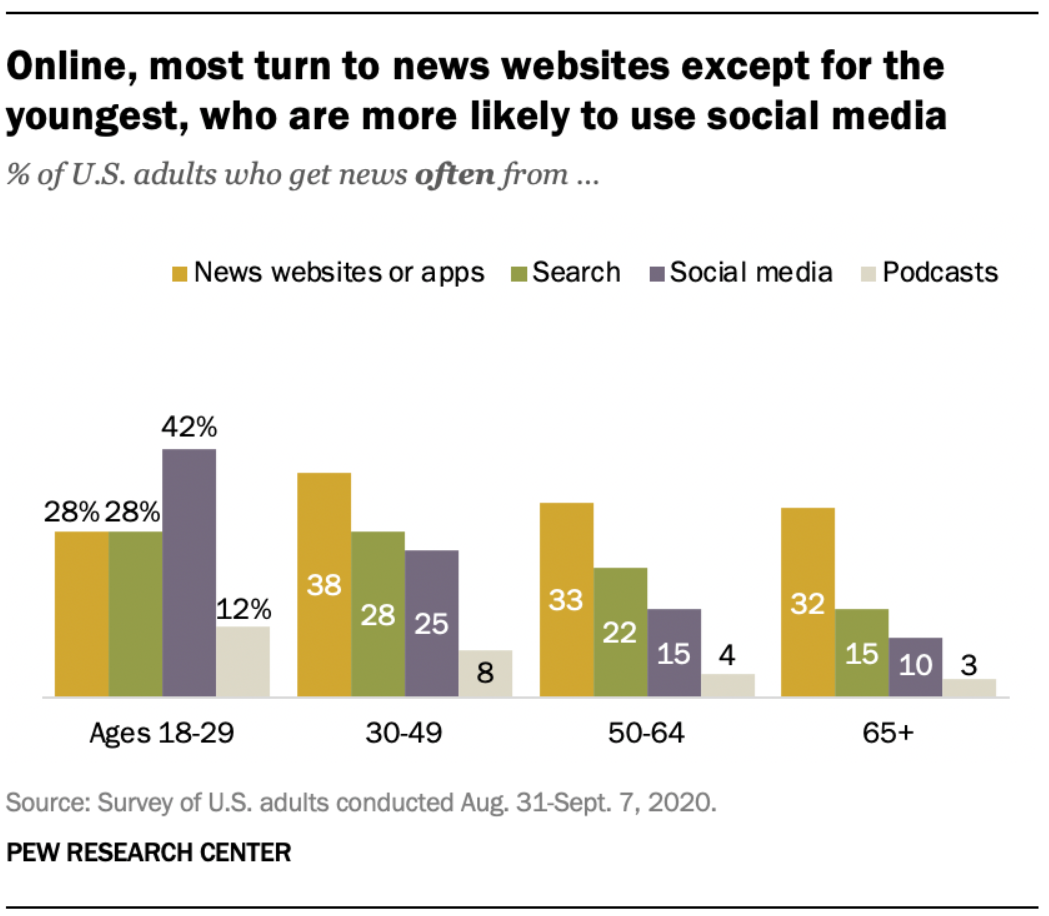 Online, most turn to news websites except for the
youngest, who are more likely to use social media
% of U.S. adults who get news often from ...
News websites or apps Search Social media Podcasts
28% 28% 42% 12%
38 28 25 8
33 22 15 4
32 15 10 3
Ages 18-29 30-49 50-64 65+
Source: Survey of U.S. adults conducted Aug. 31-Sept. 7, 2020.
PEW RESEARCH CENTER